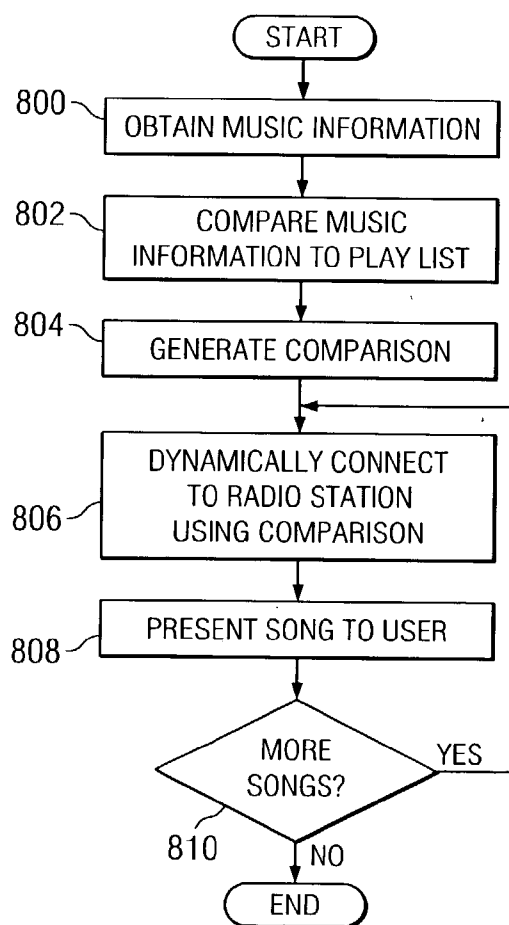 START
800
OBTAIN MUSIC INFORMATION
802
COMPARE MUSIC
INFORMATION TO PLAY LIST
804
GENERATE COMPARISON
806
DYNAMICALLY CONNECT
TO RADIO STATION
USING COMPARISON
808
PRESENT SONG TO USER
MORE
SONGS?
YES
810
NO
END